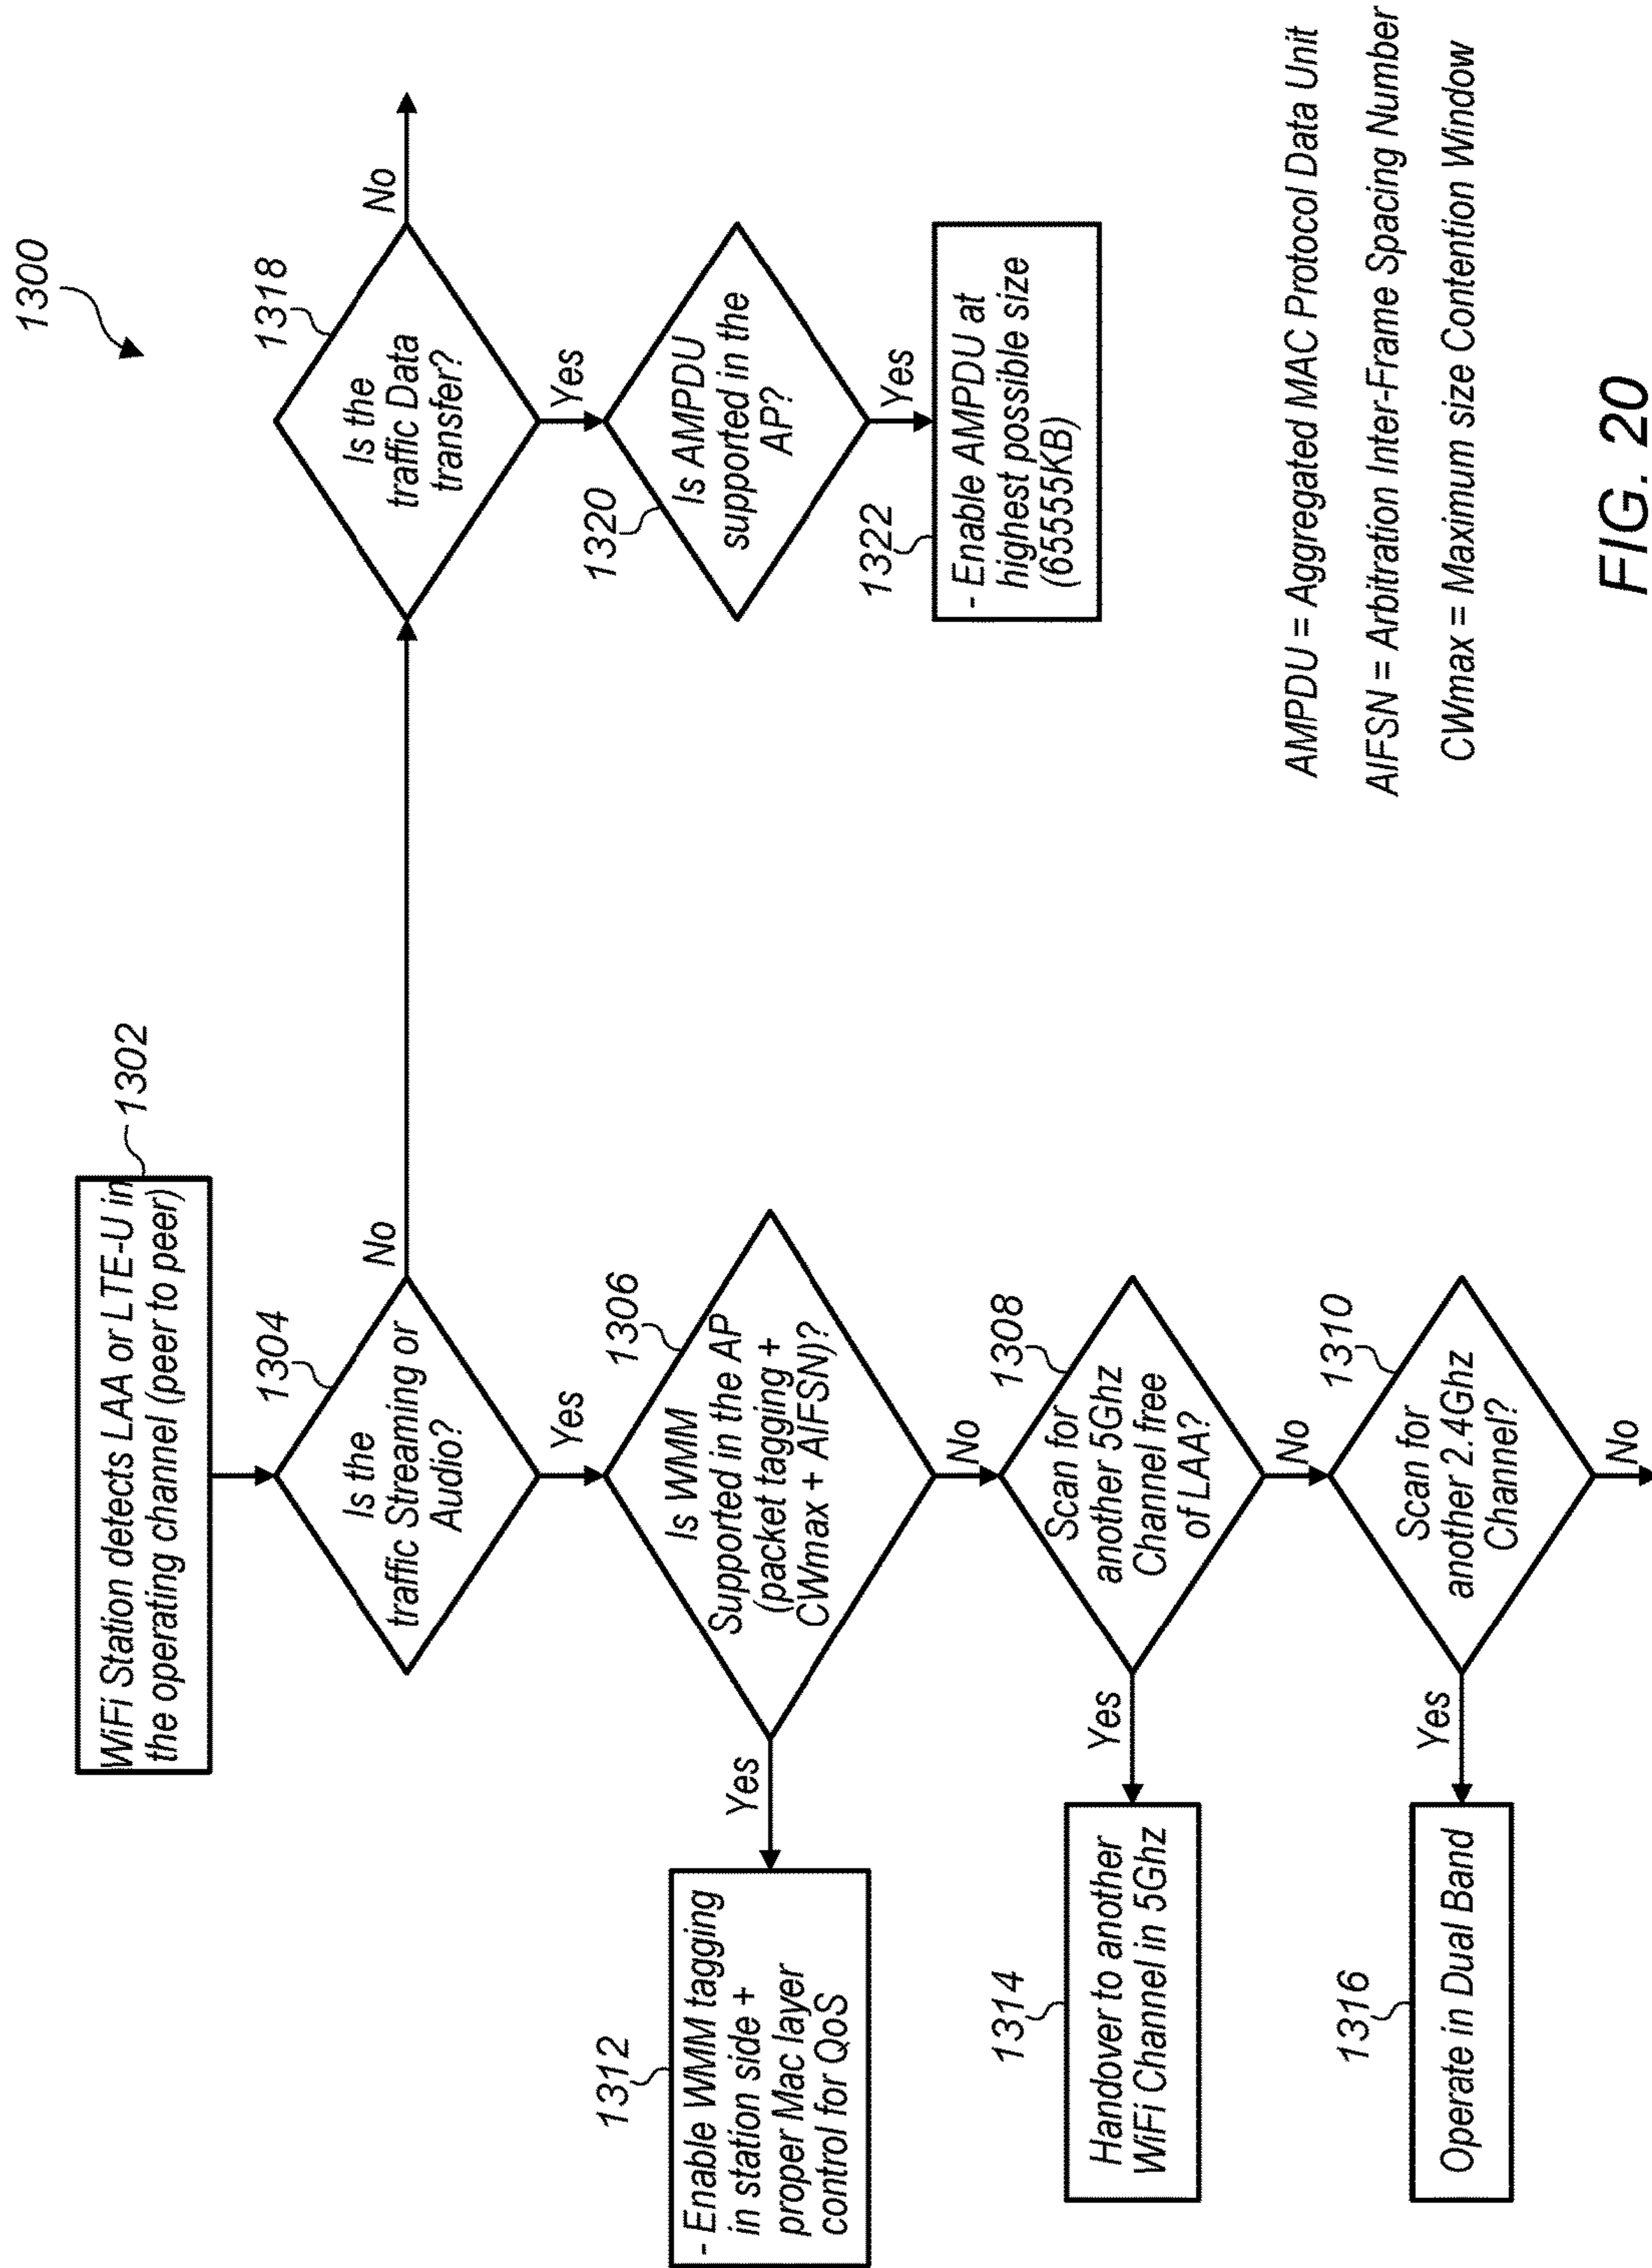 1300
WiFi Station detects LAA or LTE-U in
the operating channel (peer to peer)
1302
1304
Is the
traffic Streaming or
Audio?
No
Yes
1306
Is WMM
Supported in the AP
(packet tagging +
CWmax + AIFSN)?
Yes
No
1312
- Enable WMM tagging
in station side +
proper Mac layer
control for QoS
1308
Scan for
another 5Ghz
Channel free
of LAA?
Yes
No
1314
Handover to another
WiFi Channel in 5Ghz
1310
Scan for
another 2.4Ghz
Channel?
Yes
No
1316
Operate in Dual Band
1318
Is the
traffic Data
transfer?
No
Yes
1320
Is AMPDU
supported in the
AP?
Yes
1322
- Enable AMPDU at
highest possible size
(65555KB)
AMPDU = Aggregated MAC Protocol Data Unit
AIFSN = Arbitration Inter-Frame Spacing Number
CWmax = Maximum size Contention Window
FIG. 20